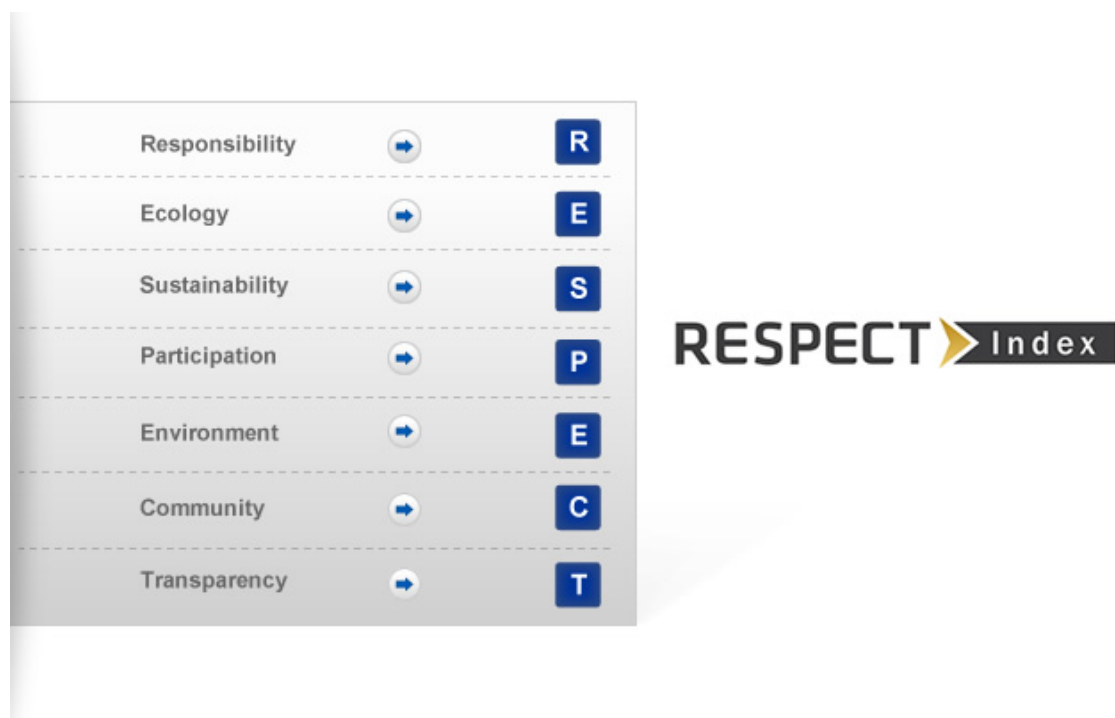 Responsibility R
Ecology E
Sustainability S
Participation P
Environment E
Community C
Transparency T
RESPECT Index